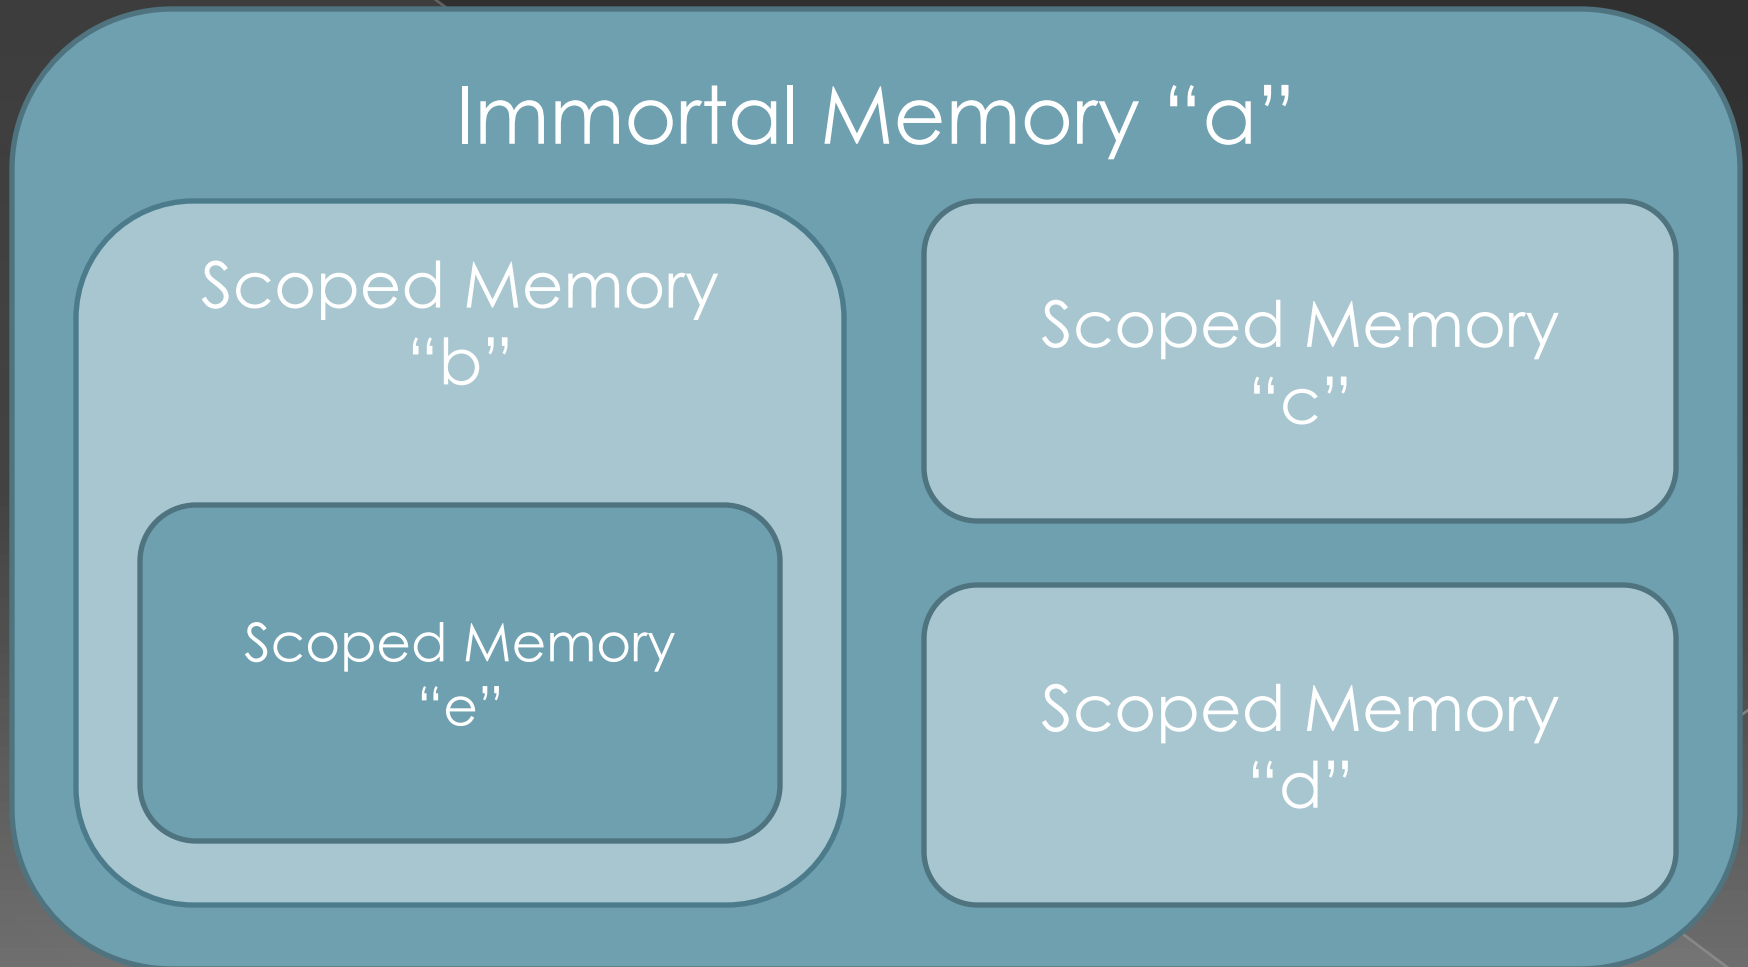 Immortal Memory “a”
Scoped Memory
“b”
Scoped Memory
“e”
Scoped Memory
“c”
Scoped Memory
“d”